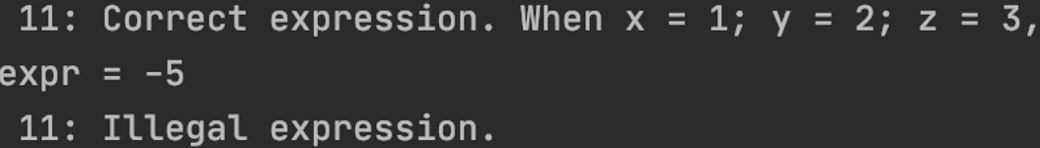 11: Correct expression. When x = 1; y = 2; z = 3,
expr = -5
11: Illegal expression.